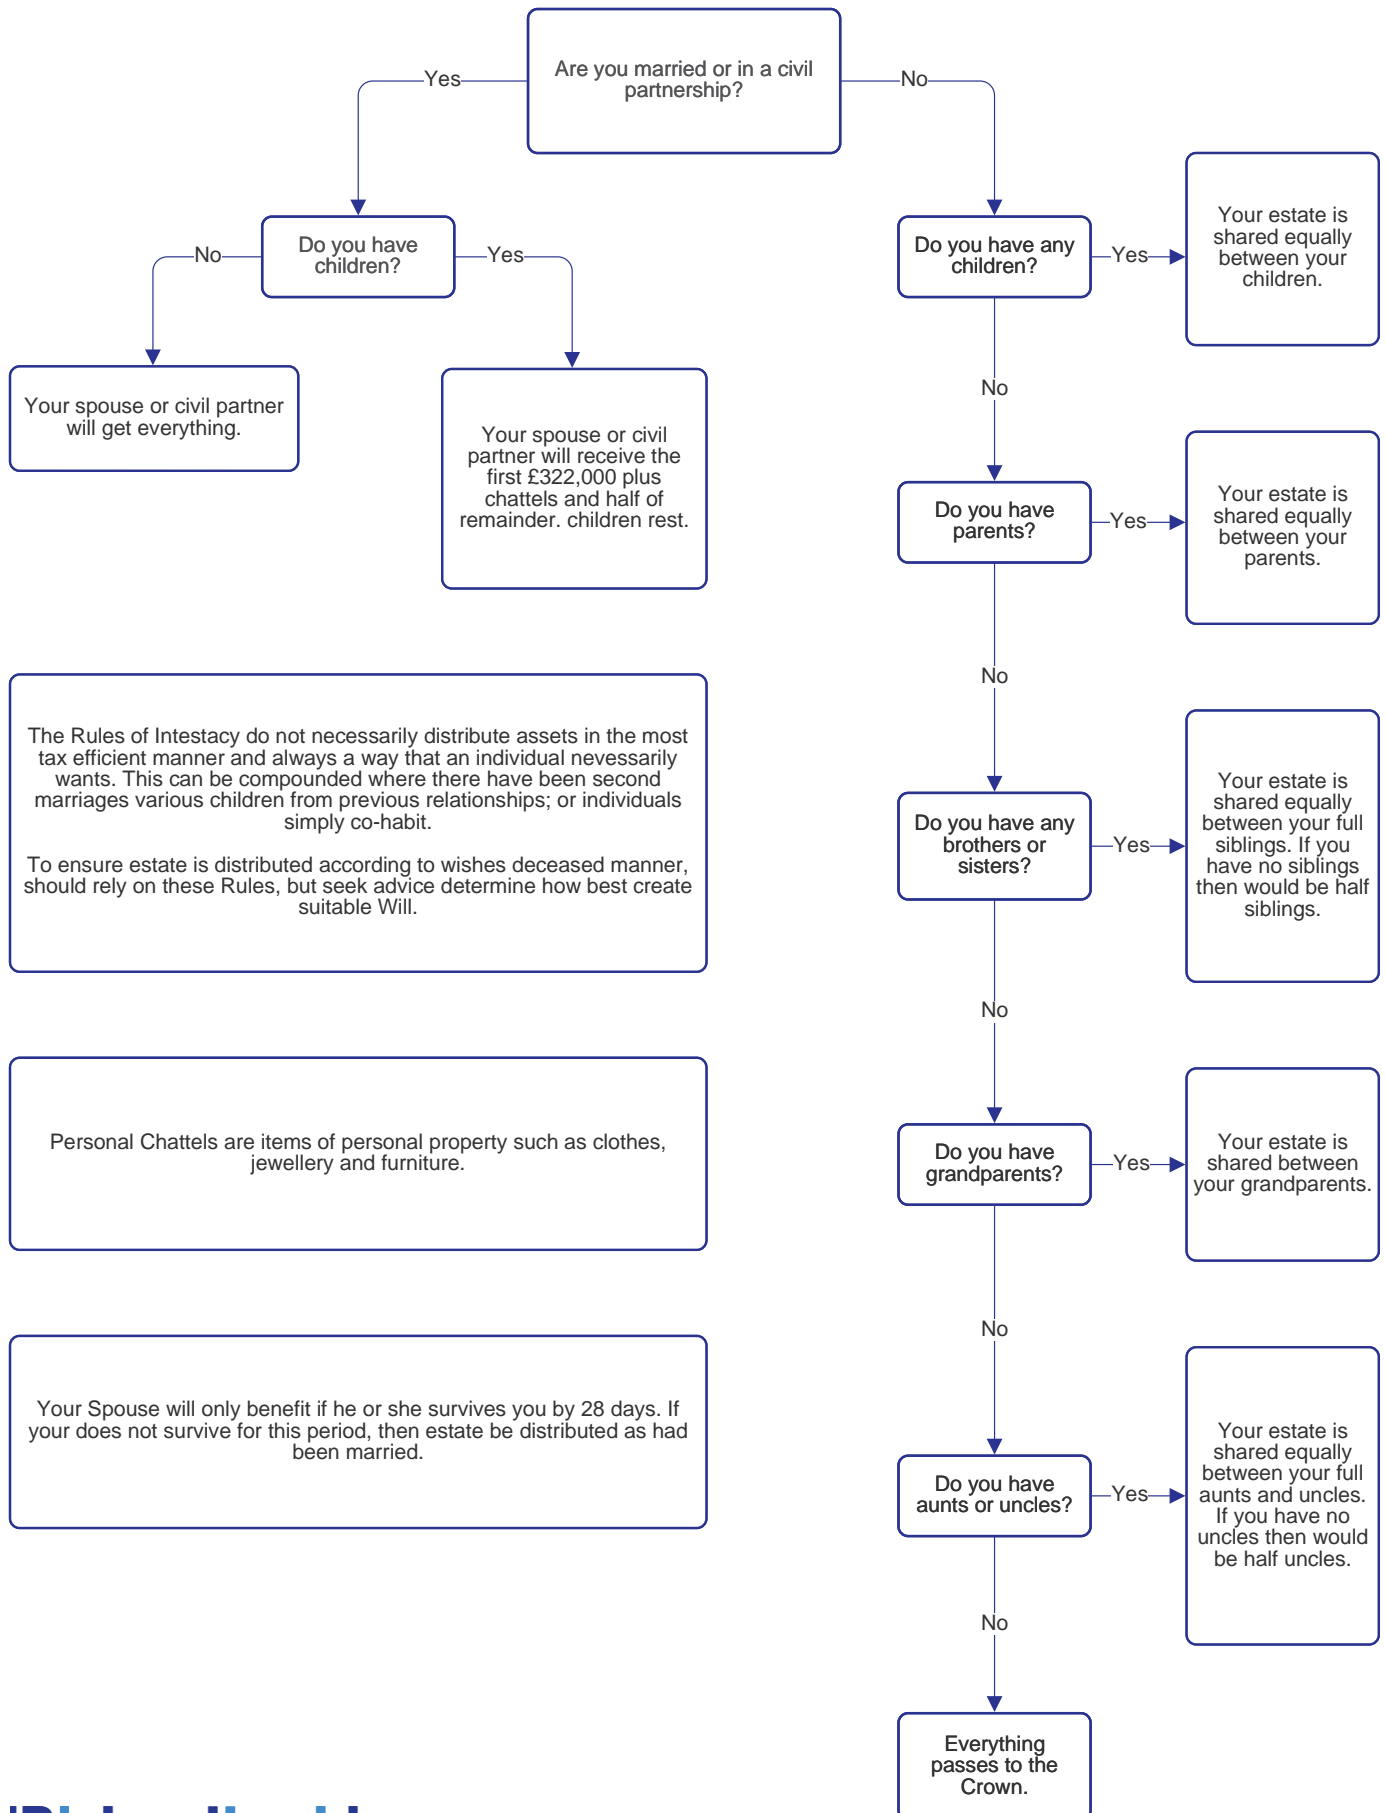 Are you married or in a civil
partnership?
Yes
No
Do you have
children?
No
Yes
Your spouse or civil partner
will get everything.
Your spouse or civil
partner will receive the
first £322,000 plus
chattels and half of
remainder. children rest.
The Rules of Intestacy do not necessarily distribute assets in the most
tax efficient manner and always a way that an individual nevessarily
wants. This can be compounded where there have been second
marriages various children from previous relationships; or individuals
simply co-habit.
To ensure estate is distributed according to wishes deceased manner,
should rely on these Rules, but seek advice determine how best create
suitable Will.
Personal Chattels are items of personal property such as clothes,
jewellery and furniture.
Your Spouse will only benefit if he or she survives you by 28 days. If
your does not survive for this period, then estate be distributed as had
been married.
Do you have any
children?
Yes
Your estate is
shared equally
between your
children.
No
Do you have
parents?
Yes
Your estate is
shared equally
between your
parents.
No
Do you have any
brothers or
sisters?
Yes
Your estate is
shared equally
between your full
siblings. If you
have no siblings
then would be half
siblings.
No
Do you have
grandparents?
Yes
Your estate is
shared between
your grandparents.
No
Do you have
aunts or uncles?
Yes
Your estate is
shared equally
between your full
aunts and uncles.
If you have no
uncles then would
be half uncles.
No
Everything
passes to the
Crown.